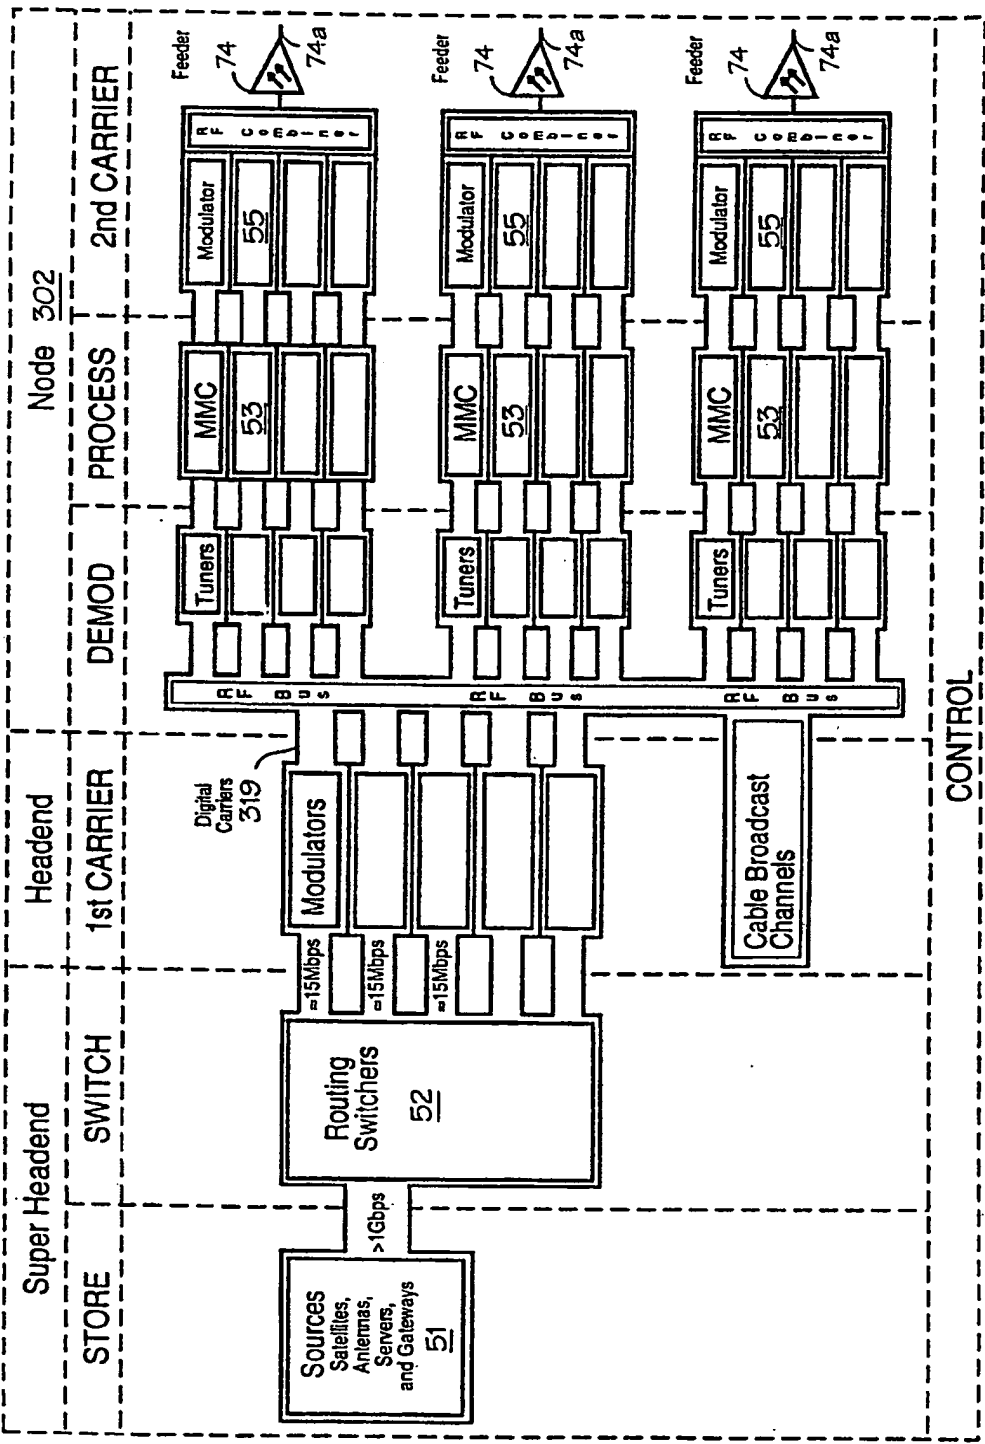 Super Headend
Headend
Node 302
STORE
SWITCH
1st CARRIER
DEMOD
PROCESS
2nd CARRIER
Sources
Satellites,
Antennas,
Servers,
and Gateways
51
>1Gbps
Routing
Switchers
52
≈15Mbps
≈15Mbps
≈15Mbps
Modulators
Digital
Carriers
319
Cable Broadcast
Channels
RF Bus
RF Bus
RF Bus
Tuners
MMC
53
Modulator
55
RF Combiner
Feeder
74
74a
Tuners
MMC
53
Modulator
55
RF Combiner
Feeder
74
74a
Tuners
MMC
53
Modulator
55
RF Combiner
Feeder
74
74a
CONTROL